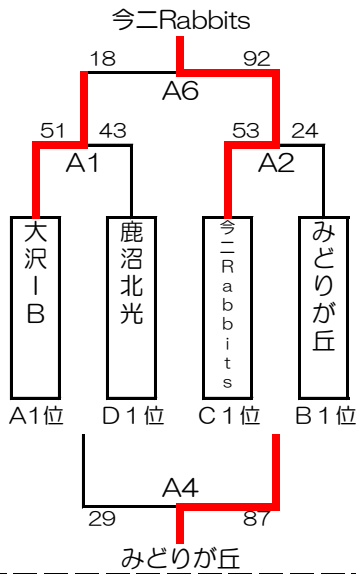 今二Rabbits
18 92
A6
51 43 53 24
A1 A2
大沢ＩＢ
鹿沼北光
今二Rabbits
みどりが丘
A1位 D1位 C1位 B1位
A4
29 87
みどりが丘